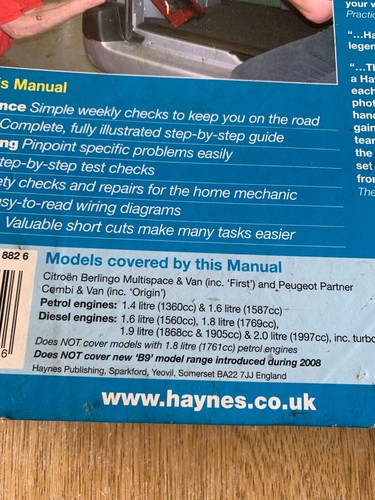 your v
Practic
"...Ha
legen
"...Th
a Hay
each
phot
hand
gain
tear
the
set
from
The
's Manual
nce Simple weekly checks to keep you on the road
Complete, fully illustrated step-by-step guide
ng Pinpoint specific problems easily
tep-by-step test checks
ety checks and repairs for the home mechanic
sy-to-read wiring diagrams
Valuable short cuts make many tasks easier
882 6
6
Models covered by this Manual
Citroën Berlingo Multispace & Van (inc. 'First') and Peugeot Partner
Combi & Van (inc. 'Origin')
Petrol engines: 1.4 litre (1360cc) & 1.6 litre (1587cc)
Diesel engines: 1.6 litre (1560cc), 1.8 litre (1769cc),
1.9 litre (1868cc & 1905cc) & 2.0 litre (1997cc), inc. turbo
Does NOT cover models with 1.8 litre (1761cc) petrol engines
Does NOT cover new 'B9' model range introduced during 2008
Haynes Publishing, Sparkford, Yeovil, Somerset BA22 7JJ England
www.haynes.co.uk